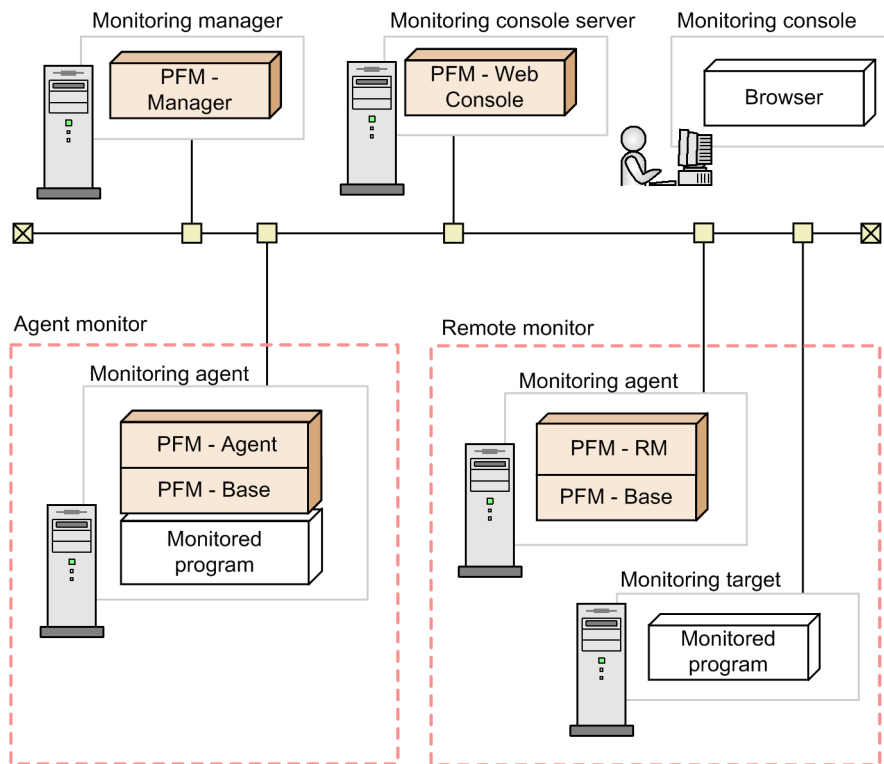 Monitoring manager
Monitoring console server
Monitoring console
PFM -
Manager
PFM - Web
Console
Browser
Agent monitor
Remote monitor
Monitoring agent
PFM - Agent
PFM - Base
Monitored
program
Monitoring agent
PFM - RM
PFM - Base
Monitoring target
Monitored
program